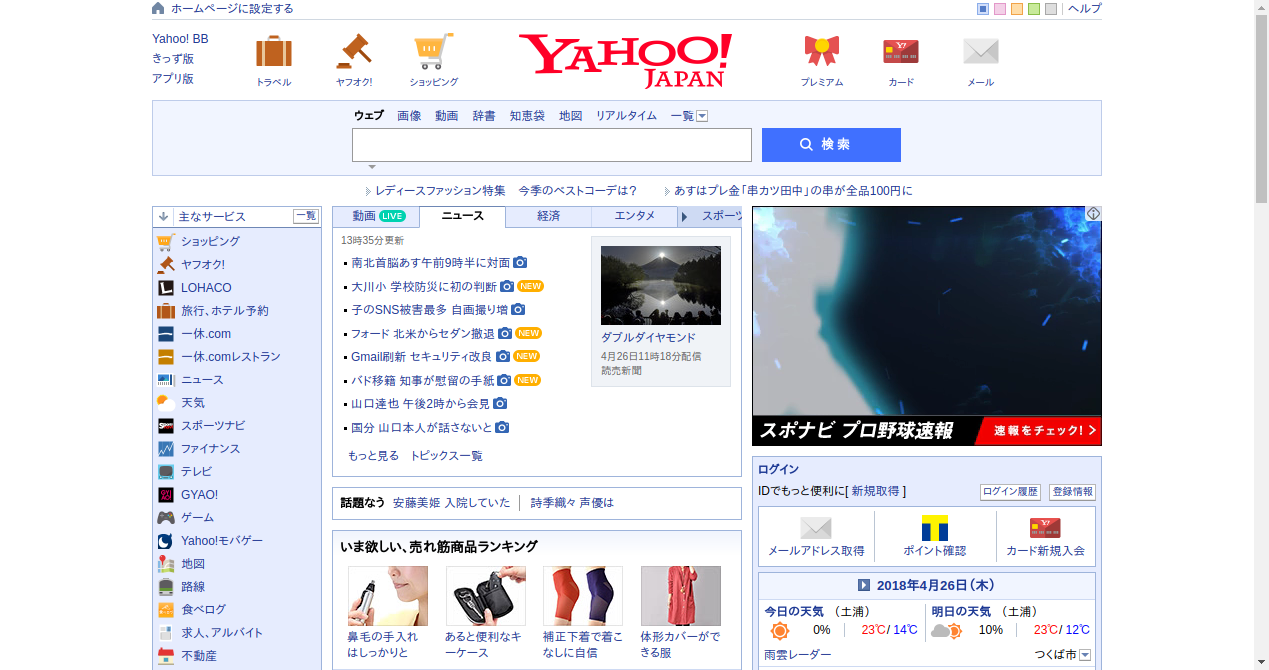 ホームページに設定する
ヘルプ
Yahoo! BB
きっず版
アプリ版
トラベル
ヤフオク!
ショッピング
YAHOO!
JAPAN
プレミアム
カード
メール
ウェブ 画像 動画 辞書 知恵袋 地図 リアルタイム 一覧
検索
レディースファッション特集 今季のベストコーデは?
あすはプレ金「串カツ田中」の串が全品100円に
主なサービス 一覧
ショッピング
ヤフオク!
LOHACO
旅行、ホテル予約
一休.com
一休.comレストラン
ニュース
天気
スポーツナビ
ファイナンス
テレビ
GYAO!
ゲーム
Yahoo!モバゲー
地図
路線
食べログ
求人、アルバイト
不動産
動画 LIVE ニュース 経済 エンタメ スポーツ
13時35分更新
南北首脳あす午前9時半に対面
大川小 学校防災に初の判断 NEW
子のSNS被害最多 自画撮り増
フォード 北米からセダン撤退 NEW
Gmail刷新 セキュリティ改良 NEW
バド移籍 知事が慰留の手紙 NEW
山口達也 午後2時から会見
国分 山口本人が話さないと
もっと見る トピックス一覧
ダブルダイヤモンド
4月26日11時18分配信
読売新聞
話題なう 安藤美姫 入院していた 詩季織々 声優は
いま欲しい、売れ筋商品ランキング
鼻毛の手入れ
はしっかりと
あると便利なキ
ーケース
補正下着で着こ
なしに自信
体形カバーがで
きる服
スポナビ プロ野球速報 速報をチェック!
ログイン
IDでもっと便利に[ 新規取得 ]
ログイン履歴 登録情報
メールアドレス取得
ポイント確認
カード新規入会
2018年4月26日(木)
今日の天気 (土浦)
0% 23℃/ 14℃
明日の天気 (土浦)
10% 23℃/ 12℃
雨雲レーダー
つくば市